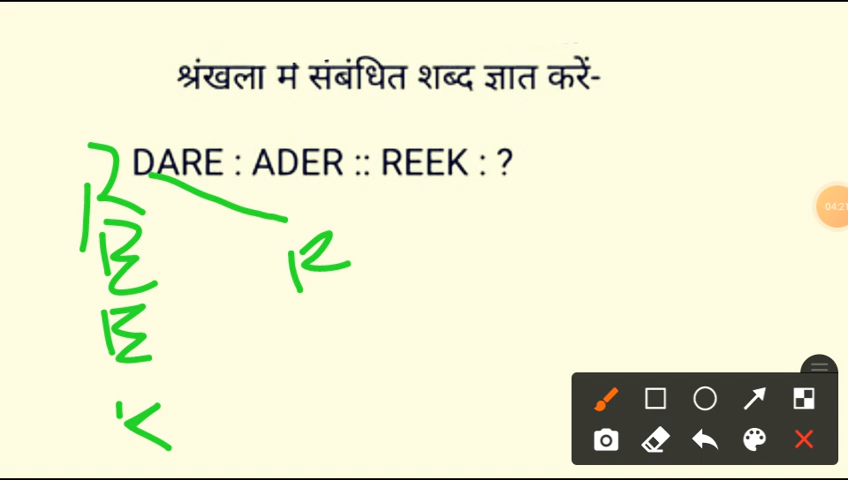 श्रंखला में संबंधित शब्द ज्ञात करें-
DARE : ADER :: REEK : ?
R
E
E
K
R
04:21